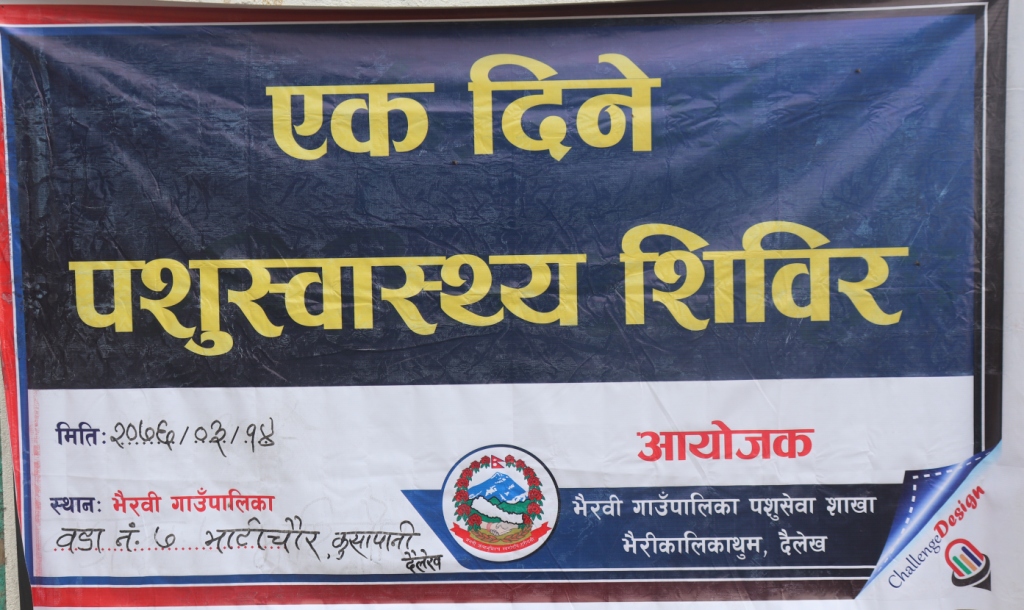 एक दिने
पशुस्वास्थ्य शिविर
मिति: २०७६/०३/१४
स्थान: भैरवी गाउँपालिका
वडा नं. ७ भाटीचौर, कुसापानी
दैलेख
आयोजक
भैरवी गाउँपालिका पशुसेवा शाखा
भैरीकालिकाथुम, दैलेख
ChallengeDesign